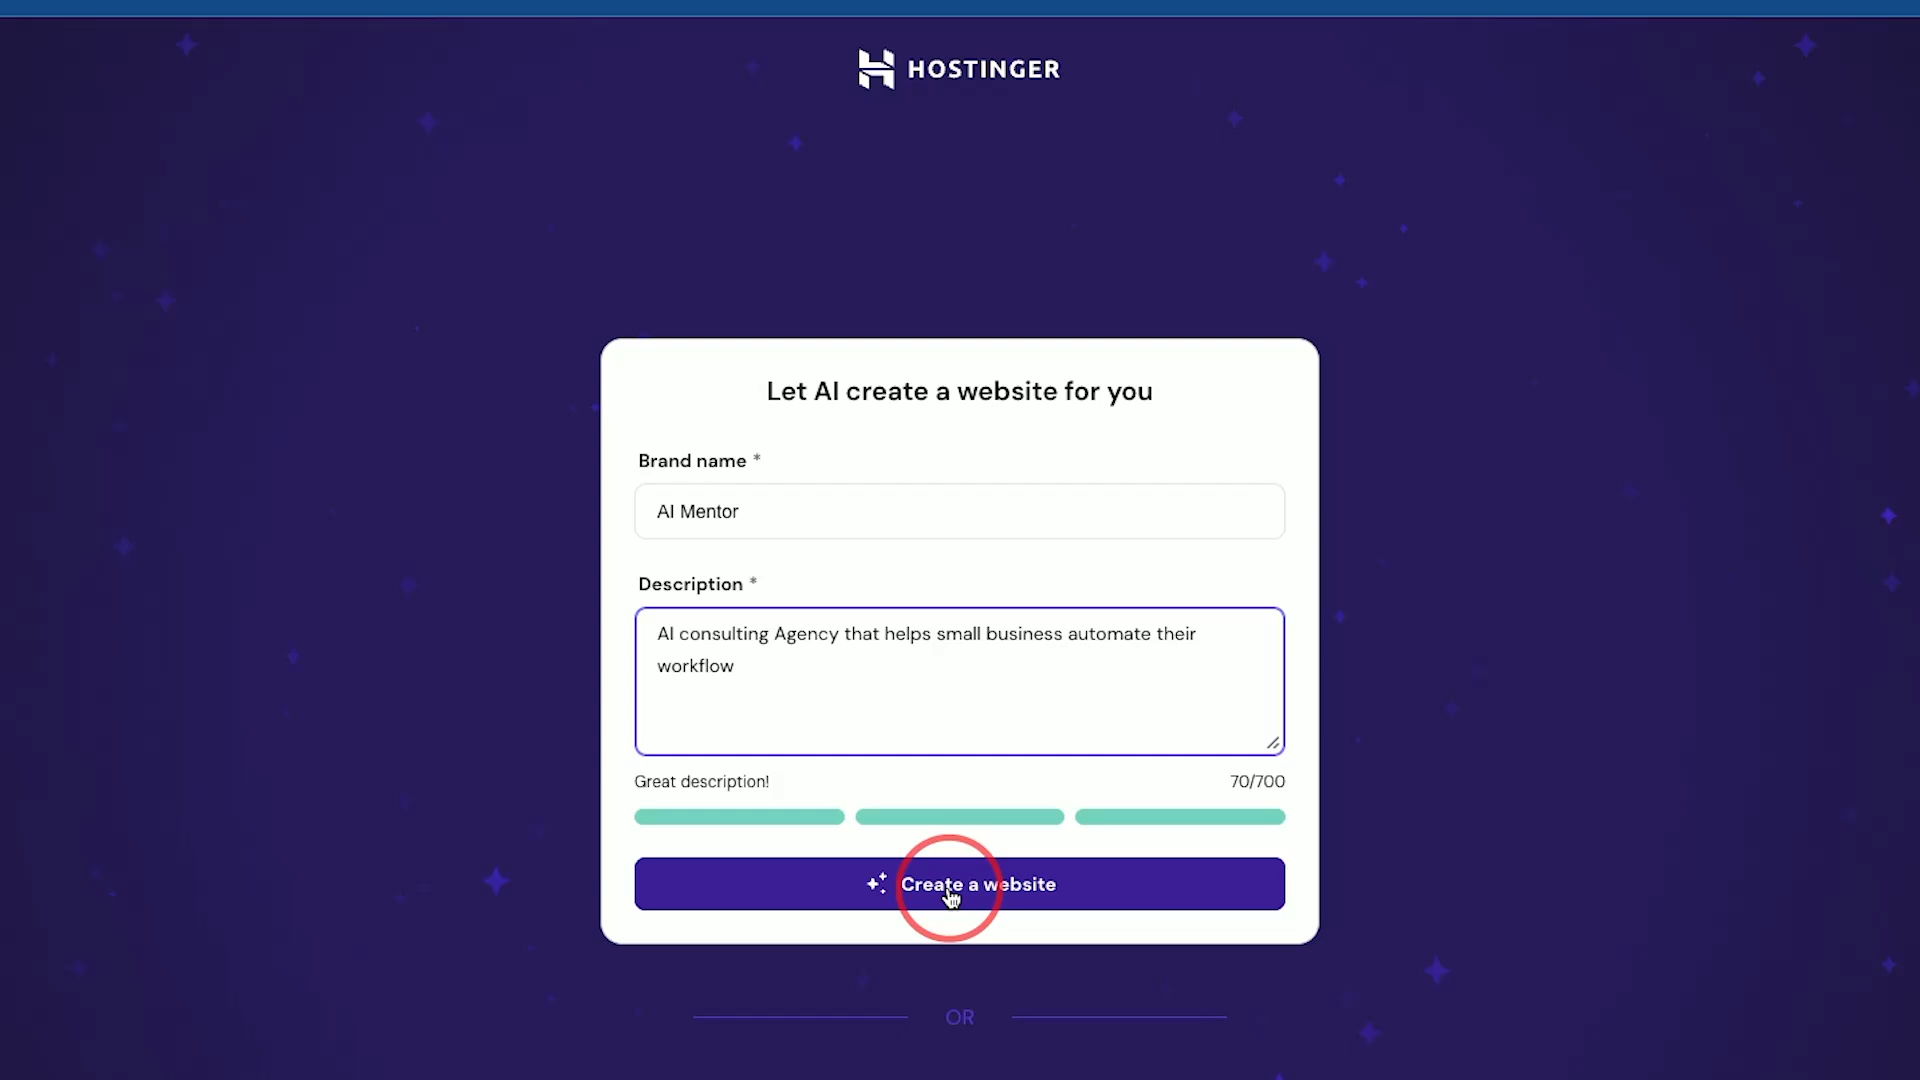 HOSTINGER
Let AI create a website for you
Brand name *
AI Mentor
Description *
AI consulting Agency that helps small business automate their
workflow
Great description! 70/700
Create a website
OR